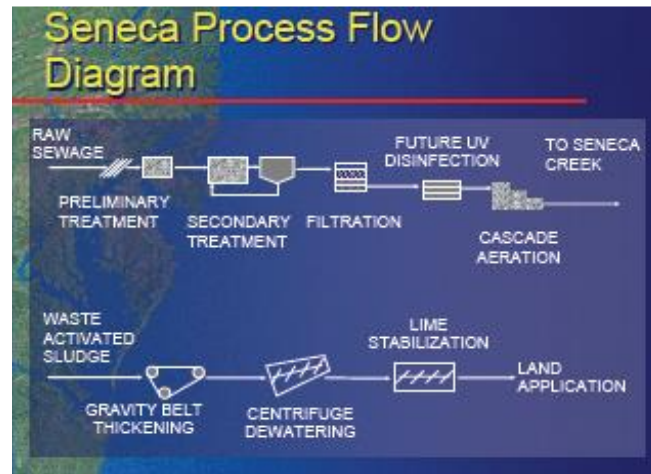 Seneca Process Flow
Diagram
RAW
SEWAGE
FUTURE UV
DISINFECTION
TO SENECA
CREEK
PRELIMINARY
TREATMENT
SECONDARY
TREATMENT
FILTRATION
CASCADE
AERATION
WASTE
ACTIVATED
SLUDGE
LIME
STABILIZATION
LAND
APPLICATION
GRAVITY BELT
THICKENING
CENTRIFUGE
DEWATERING